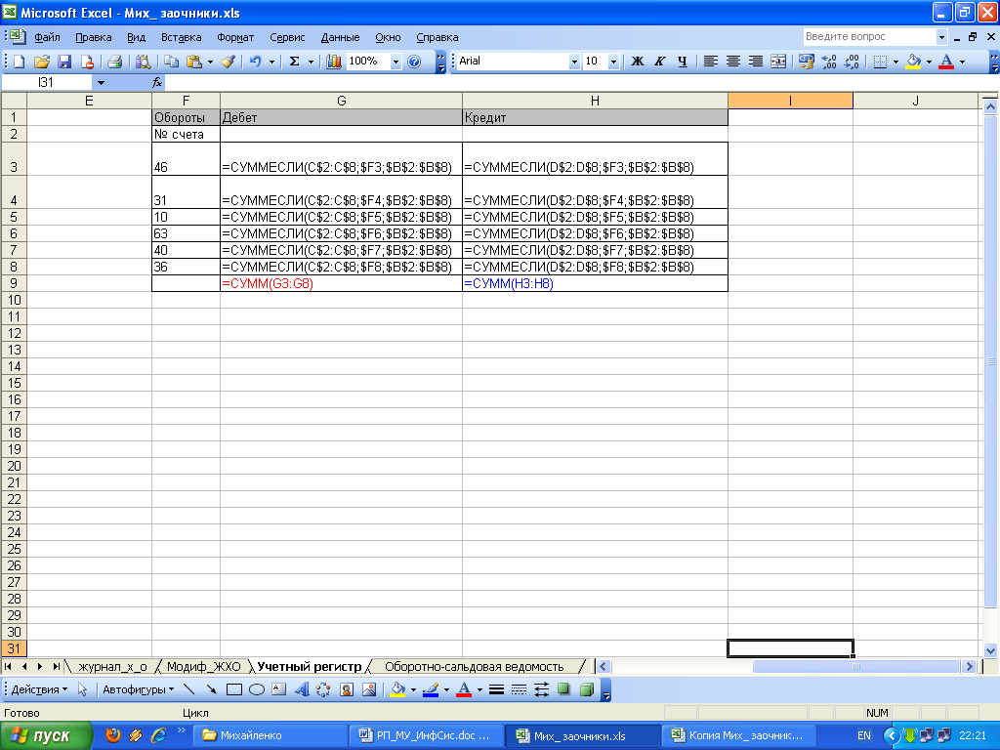 Microsoft Excel - Мих_ заочники.xls
Файл Правка Вид Вставка Формат Сервис Данные Окно Справка Введите вопрос
100% Arial 10 Ж К Ч
I31 fx
E F G H I J
1 Обороты Дебет Кредит
2 № счета
3 46 =СУММЕСЛИ(C$2:C$8;$F3;$B$2:$B$8) =СУММЕСЛИ(D$2:D$8;$F3;$B$2:$B$8)
4 31 =СУММЕСЛИ(C$2:C$8;$F4;$B$2:$B$8) =СУММЕСЛИ(D$2:D$8;$F4;$B$2:$B$8)
5 10 =СУММЕСЛИ(C$2:C$8;$F5;$B$2:$B$8) =СУММЕСЛИ(D$2:D$8;$F5;$B$2:$B$8)
6 63 =СУММЕСЛИ(C$2:C$8;$F6;$B$2:$B$8) =СУММЕСЛИ(D$2:D$8;$F6;$B$2:$B$8)
7 40 =СУММЕСЛИ(C$2:C$8;$F7;$B$2:$B$8) =СУММЕСЛИ(D$2:D$8;$F7;$B$2:$B$8)
8 36 =СУММЕСЛИ(C$2:C$8;$F8;$B$2:$B$8) =СУММЕСЛИ(D$2:D$8;$F8;$B$2:$B$8)
9 =СУММ(G3:G8) =СУММ(H3:H8)
10
11
12
13
14
15
16
17
18
19
20
21
22
23
24
25
26
27
28
29
30
31
журнал_х_о Модиф_ЖХО Учетный регистр Оборотно-сальдовая ведомость
Действия Автофигуры
Готово Цикл NUM
пуск Михайленко РП_МУ_ИнфСис.doc ... Мих_ заочники.xls Копия Мих_ заочник... EN 22:21